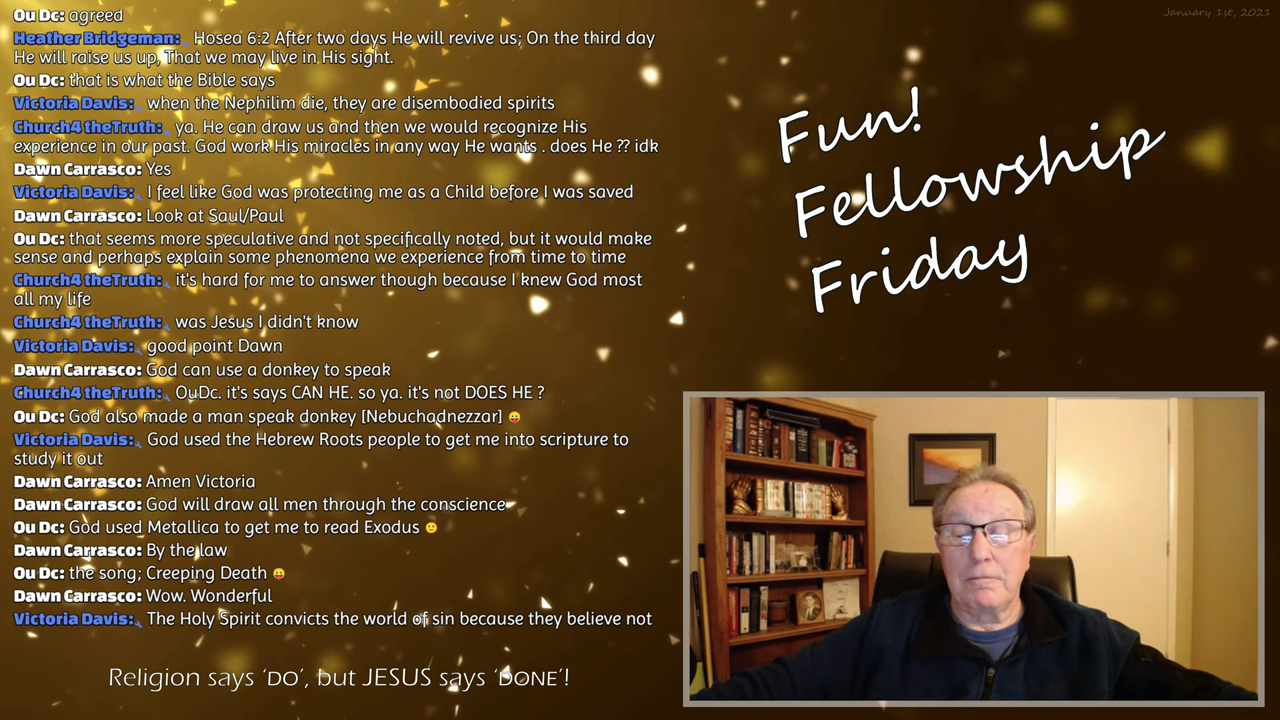 Ou Dc: agreed
Heather Bridgeman: Hosea 6:2 After two days He will revive us; On the third day
He will raise us up, That we may live in His sight.
Ou Dc: that is what the Bible says
Victoria Davis: when the Nephilim die, they are disembodied spirits
Church4 theTruth: ya. He can draw us and then we would recognize His
experience in our past. God work His miracles in any way He wants . does He ?? idk
Dawn Carrasco: Yes
Victoria Davis: I feel like God was protecting me as a Child before I was saved
Dawn Carrasco: Look at Saul/Paul
Ou Dc: that seems more speculative and not specifically noted, but it would make
sense and perhaps explain some phenomena we experience from time to time
Church4 theTruth: it's hard for me to answer though because I knew God most
all my life
Church4 theTruth: was Jesus I didn't know
Victoria Davis: good point Dawn
Dawn Carrasco: God can use a donkey to speak
Church4 theTruth: OuDc. it's says CAN HE. so ya. it's not DOES HE ?
Ou Dc: God also made a man speak donkey [Nebuchadnezzar] 😛
Victoria Davis: God used the Hebrew Roots people to get me into scripture to
study it out
Dawn Carrasco: Amen Victoria
Dawn Carrasco: God will draw all men through the conscience
Ou Dc: God used Metallica to get me to read Exodus 🙂
Dawn Carrasco: By the law
Ou Dc: the song; Creeping Death 😛
Dawn Carrasco: Wow. Wonderful
Victoria Davis: The Holy Spirit convicts the world of sin because they believe not
Religion says ‘DO’, but JESUS says ‘DONE’!
January 1st, 2021
Fun!
Fellowship
Friday